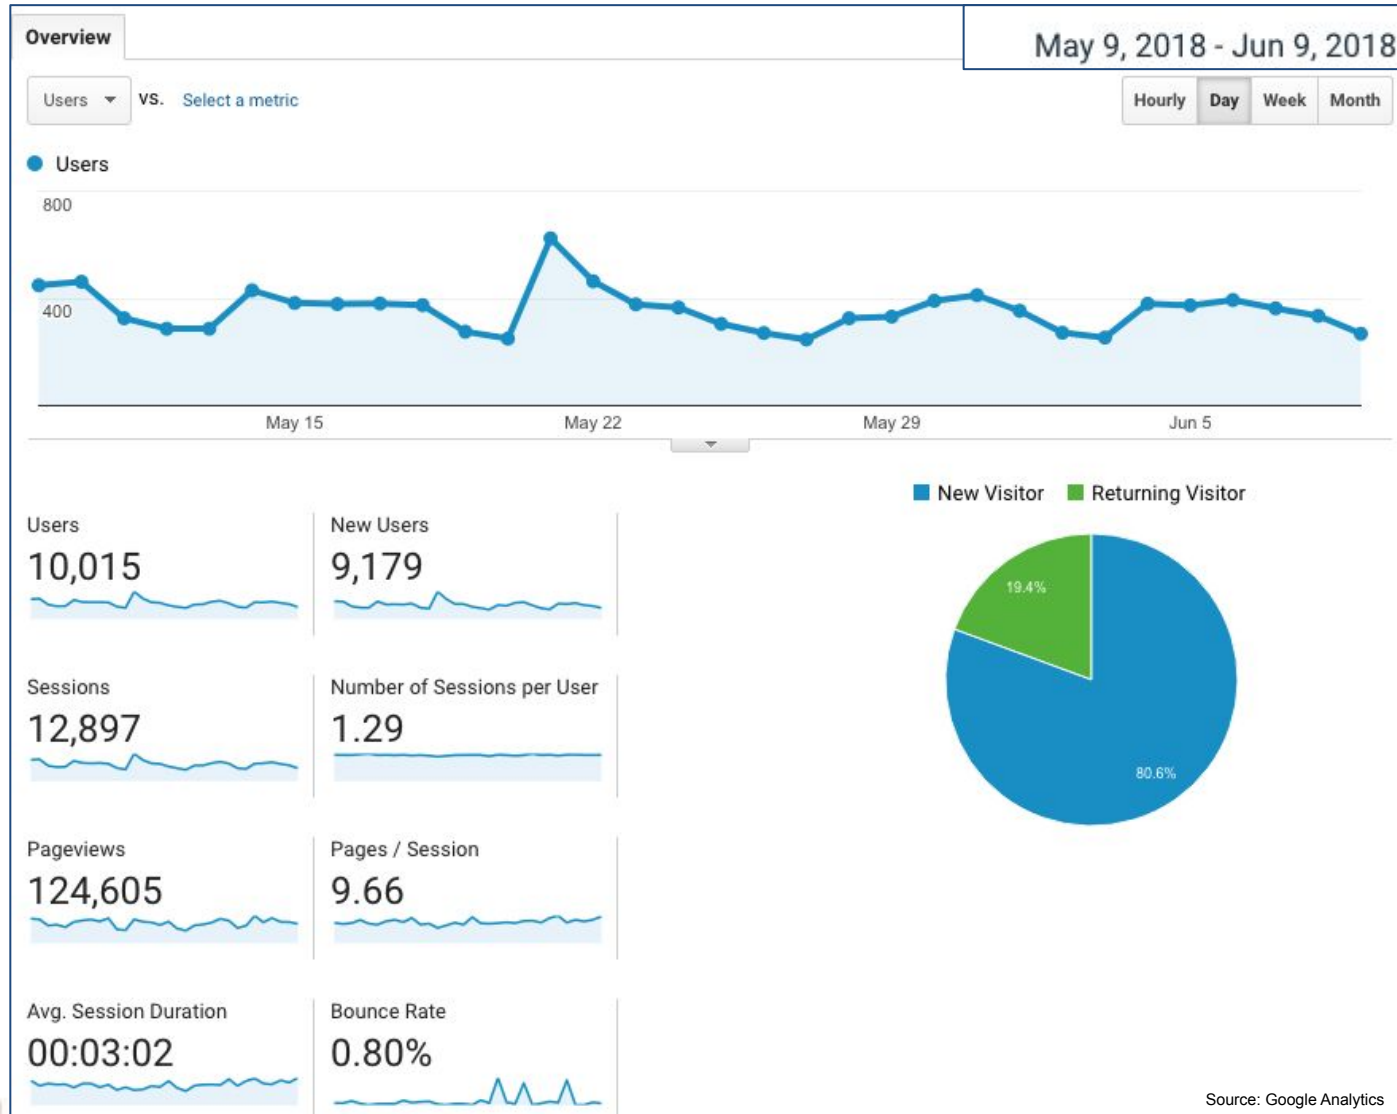 Overview
May 9, 2018 - Jun 9, 2018
Users VS. Select a metric
Hourly Day Week Month
Users
800
400
May 15 May 22 May 29 Jun 5
New Visitor Returning Visitor
Users New Users
10,015 9,179
19.4%
Sessions Number of Sessions per User
12,897 1.29
80.6%
Pageviews Pages / Session
124,605 9.66
Avg. Session Duration Bounce Rate
00:03:02 0.80%
Source: Google Analytics